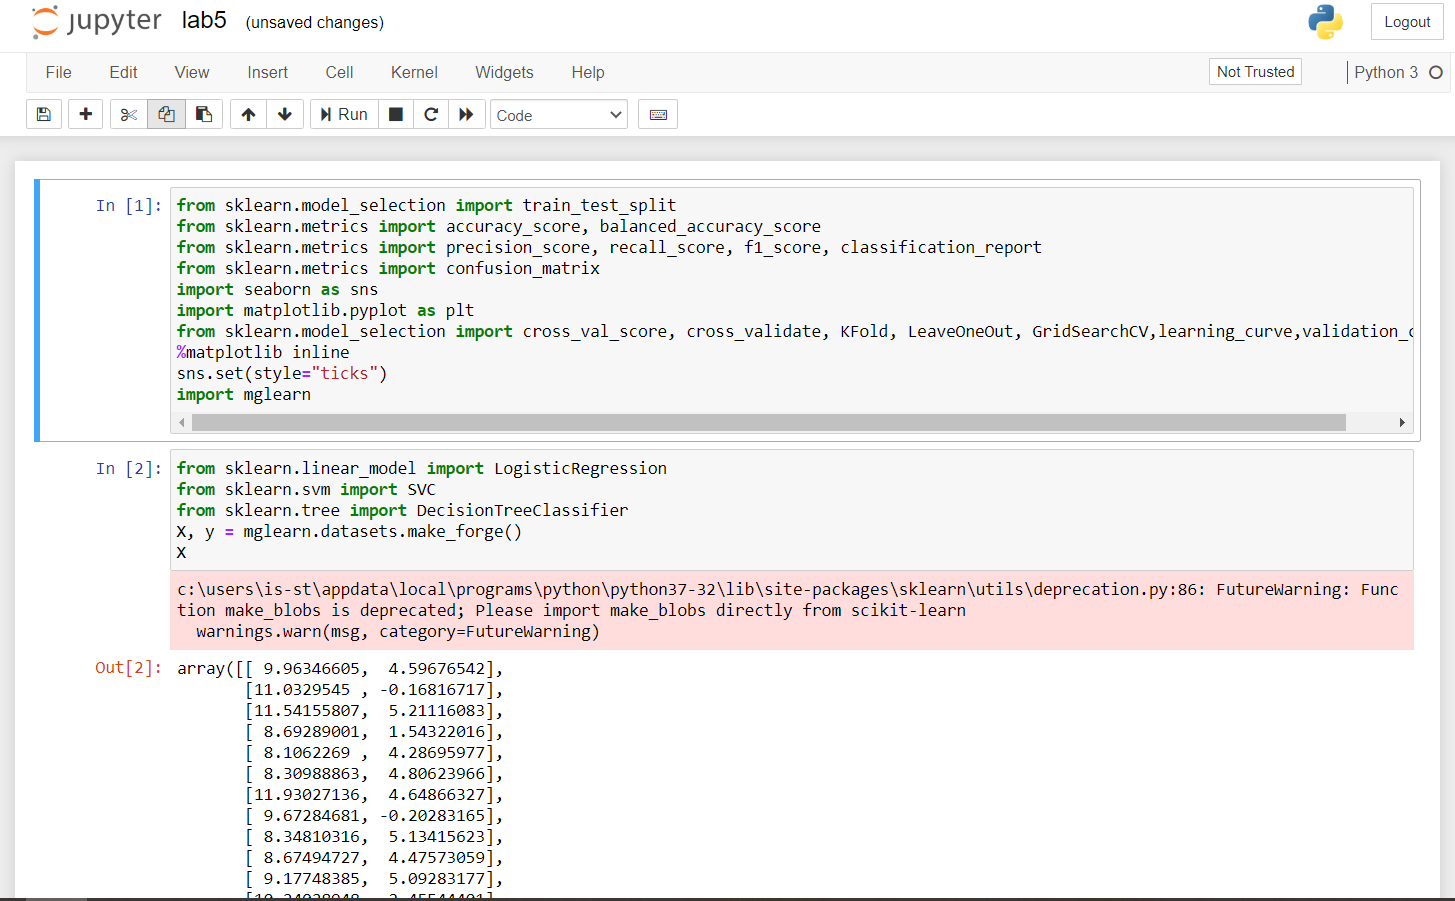 jupyter lab5 (unsaved changes) Logout
File Edit View Insert Cell Kernel Widgets Help Not Trusted Python 3
Run Code
In [1]: from sklearn.model_selection import train_test_split
from sklearn.metrics import accuracy_score, balanced_accuracy_score
from sklearn.metrics import precision_score, recall_score, f1_score, classification_report
from sklearn.metrics import confusion_matrix
import seaborn as sns
import matplotlib.pyplot as plt
from sklearn.model_selection import cross_val_score, cross_validate, KFold, LeaveOneOut, GridSearchCV,learning_curve,validation_c
%matplotlib inline
sns.set(style="ticks")
import mglearn
In [2]: from sklearn.linear_model import LogisticRegression
from sklearn.svm import SVC
from sklearn.tree import DecisionTreeClassifier
X, y = mglearn.datasets.make_forge()
X
c:\users\is-st\appdata\local\programs\python\python37-32\lib\site-packages\sklearn\utils\deprecation.py:86: FutureWarning: Func
tion make_blobs is deprecated; Please import make_blobs directly from scikit-learn
warnings.warn(msg, category=FutureWarning)
Out[2]: array([[ 9.96346605, 4.59676542],
[11.0329545 , -0.16816717],
[11.54155807, 5.21116083],
[ 8.69289001, 1.54322016],
[ 8.1062269 , 4.28695977],
[ 8.30988863, 4.80623966],
[11.93027136, 4.64866327],
[ 9.67284681, -0.20283165],
[ 8.34810316, 5.13415623],
[ 8.67494727, 4.47573059],
[ 9.17748385, 5.09283177],